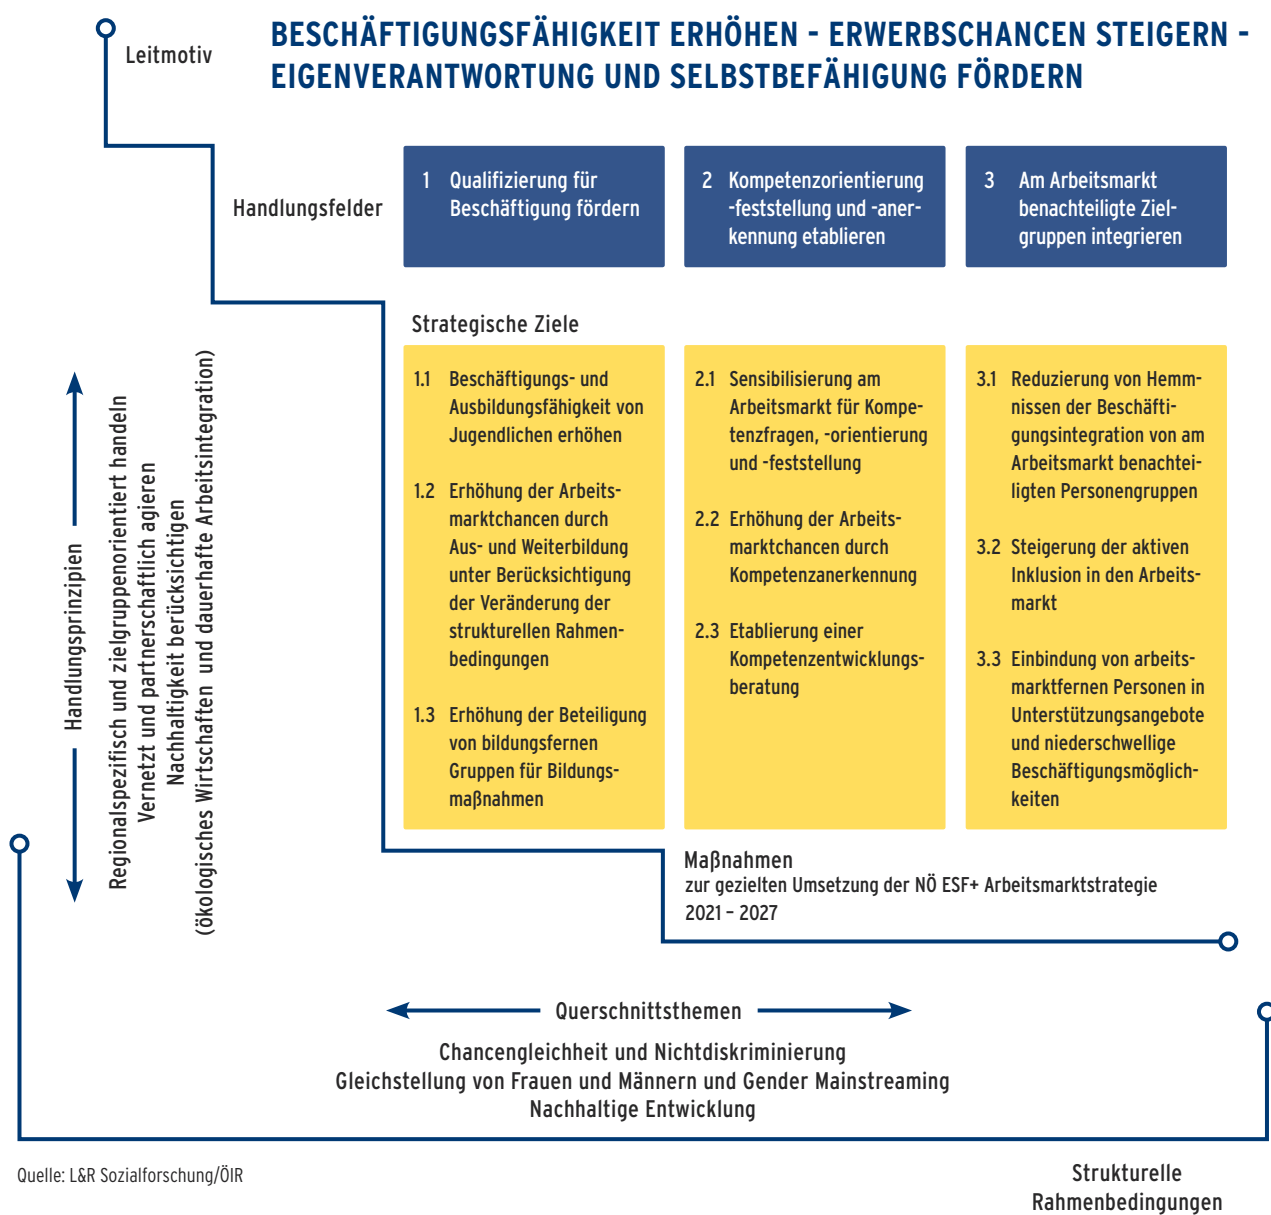 Leitmotiv
BESCHÄFTIGUNGSFÄHIGKEIT ERHÖHEN - ERWERBSCHANCEN STEIGERN -
EIGENVERANTWORTUNG UND SELBSTBEFÄHIGUNG FÖRDERN
Handlungsfelder
1 Qualifizierung für
Beschäftigung fördern
2 Kompetenzorientierung
-feststellung und -aner-
kennung etablieren
3 Am Arbeitsmarkt
benachteiligte Ziel-
gruppen integrieren
Strategische Ziele
1.1 Beschäftigungs- und
Ausbildungsfähigkeit von
Jugendlichen erhöhen
1.2 Erhöhung der Arbeits-
marktchancen durch
Aus- und Weiterbildung
unter Berücksichtigung
der Veränderung der
strukturellen Rahmen-
bedingungen
1.3 Erhöhung der Beteiligung
von bildungsfernen
Gruppen für Bildungs-
maßnahmen
2.1 Sensibilisierung am
Arbeitsmarkt für Kompe-
tenzfragen, -orientierung
und -feststellung
2.2 Erhöhung der Arbeits-
marktchancen durch
Kompetenzanerkennung
2.3 Etablierung einer
Kompetenzentwicklungs-
beratung
3.1 Reduzierung von Hemm-
nissen der Beschäfti-
gungsintegration von am
Arbeitsmarkt benachtei-
ligten Personengruppen
3.2 Steigerung der aktiven
Inklusion in den Arbeits-
markt
3.3 Einbindung von arbeits-
marktfernen Personen in
Unterstützungsangebote
und niederschwellige
Beschäftigungsmöglich-
keiten
Handlungsprinzipien
Regionalspezifisch und zielgruppenorientiert handeln
Vernetzt und partnerschaftlich agieren
Nachhaltigkeit berücksichtigen
(ökologisches Wirtschaften und dauerhafte Arbeitsintegration)
Maßnahmen
zur gezielten Umsetzung der NÖ ESF+ Arbeitsmarktstrategie
2021 – 2027
Querschnittsthemen
Chancengleichheit und Nichtdiskriminierung
Gleichstellung von Frauen und Männern und Gender Mainstreaming
Nachhaltige Entwicklung
Quelle: L&R Sozialforschung/ÖIR
Strukturelle
Rahmenbedingungen